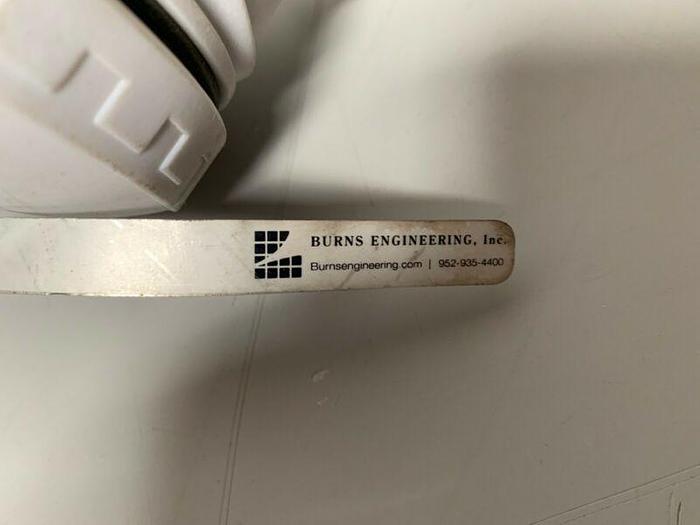 BURNS ENGINEERING, Inc.
Burnsengineering.com | 952-935-4400